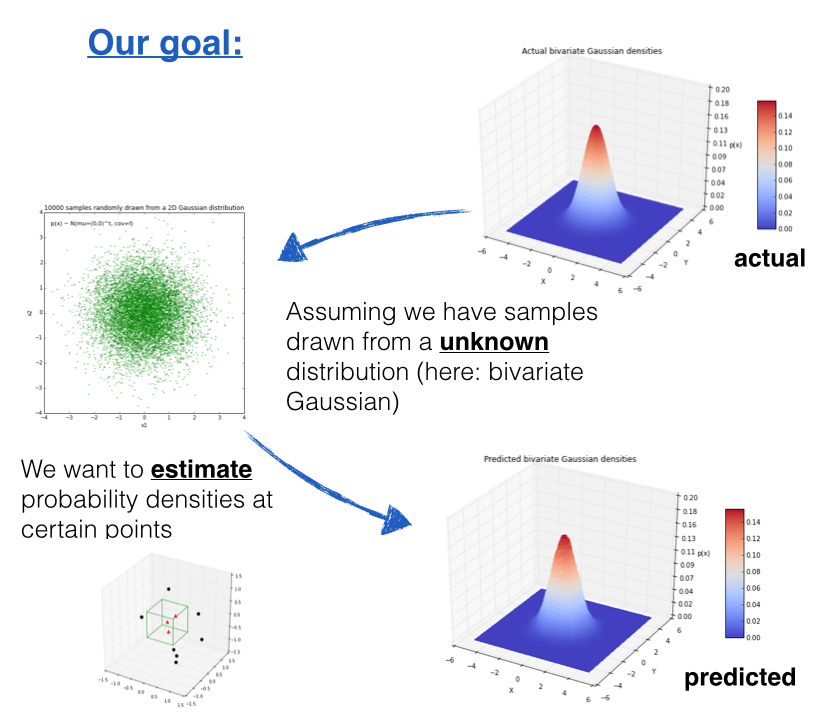 Our goal:
Actual bivariate Gaussian densities
0.20
0.18
0.16
0.13
0.11 p(x)
0.09
0.07
0.04
0.02
0.00
0.14
0.12
0.10
0.08
0.06
0.04
0.02
0.00
−6 −4 −2 0 2 4 6
X
−6 −4 −2 0 2 4 6
Y
actual
10000 samples randomly drawn from a 2D Gaussian distribution
p(x) ~ N(mu=(0,0)^t, cov=I)
4
3
2
1
0
−1
−2
−3
−4
x2
−4 −3 −2 −1 0 1 2 3 4
x1
Assuming we have samples
drawn from a unknown
distribution (here: bivariate
Gaussian)
We want to estimate
probability densities at
certain points
1.5
1.0
0.5
0.0
−0.5
−1.0
−1.5
−1.5 −1.0 −0.5 0.0 0.5 1.0 1.5
−1.5 −1.0 −0.5 0.0 0.5 1.0 1.5
Predicted bivariate Gaussian densities
0.20
0.18
0.16
0.13
0.11 p(x)
0.09
0.07
0.04
0.02
0.00
0.14
0.12
0.10
0.08
0.06
0.04
0.02
0.00
−6 −4 −2 0 2 4 6
X
−6 −4 −2 0 2 4 6
Y
predicted